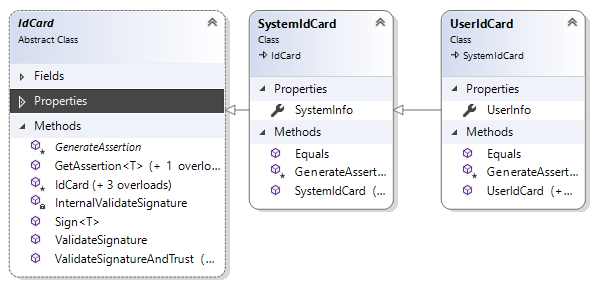 IdCard
Abstract Class
Fields
Properties
Methods
GenerateAssertion
GetAssertion<T> (+ 1 overlo...
IdCard (+ 3 overloads)
InternalValidateSignature
Sign<T>
ValidateSignature
ValidateSignatureAndTrust (...
SystemIdCard
Class
IdCard
Properties
SystemInfo
Methods
Equals
GenerateAssert...
SystemIdCard (...
UserIdCard
Class
SystemIdCard
Properties
UserInfo
Methods
Equals
GenerateAssert...
UserIdCard (+...